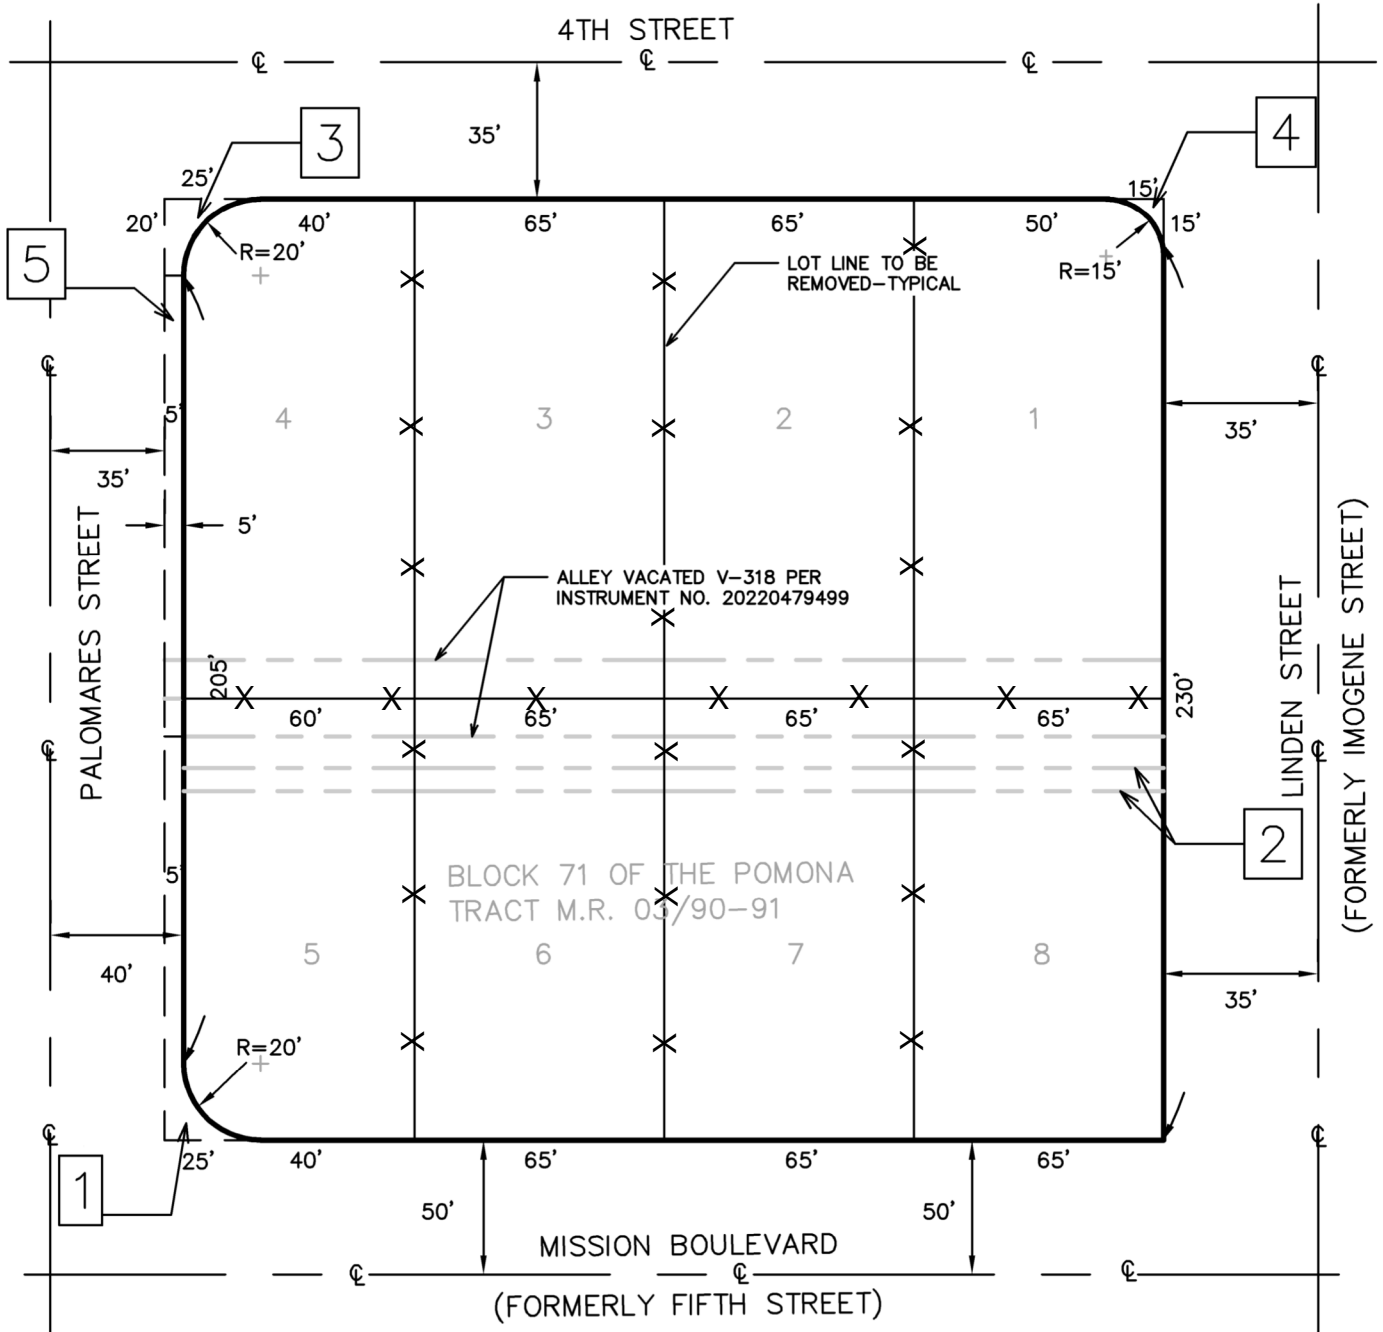 4TH STREET
℄ ℄ ℄
3
4
35'
25'
15'
20'
40'
65'
65'
50'
15'
5
R=20'
R=15'
LOT LINE TO BE
REMOVED-TYPICAL
℄
℄
5'
4
3
2
1
35'
35'
5'
PALOMARES STREET
LINDEN STREET
(FORMERLY IMOGENE STREET)
ALLEY VACATED V-318 PER
INSTRUMENT NO. 20220479499
205'
230'
60'
65'
65'
65'
℄
℄
2
5'
BLOCK 71 OF THE POMONA
TRACT M.R. 03/90-91
5
6
7
8
40'
35'
R=20'
℄
℄
25'
40'
65'
65'
65'
1
50'
50'
MISSION BOULEVARD
℄ ℄ ℄
(FORMERLY FIFTH STREET)